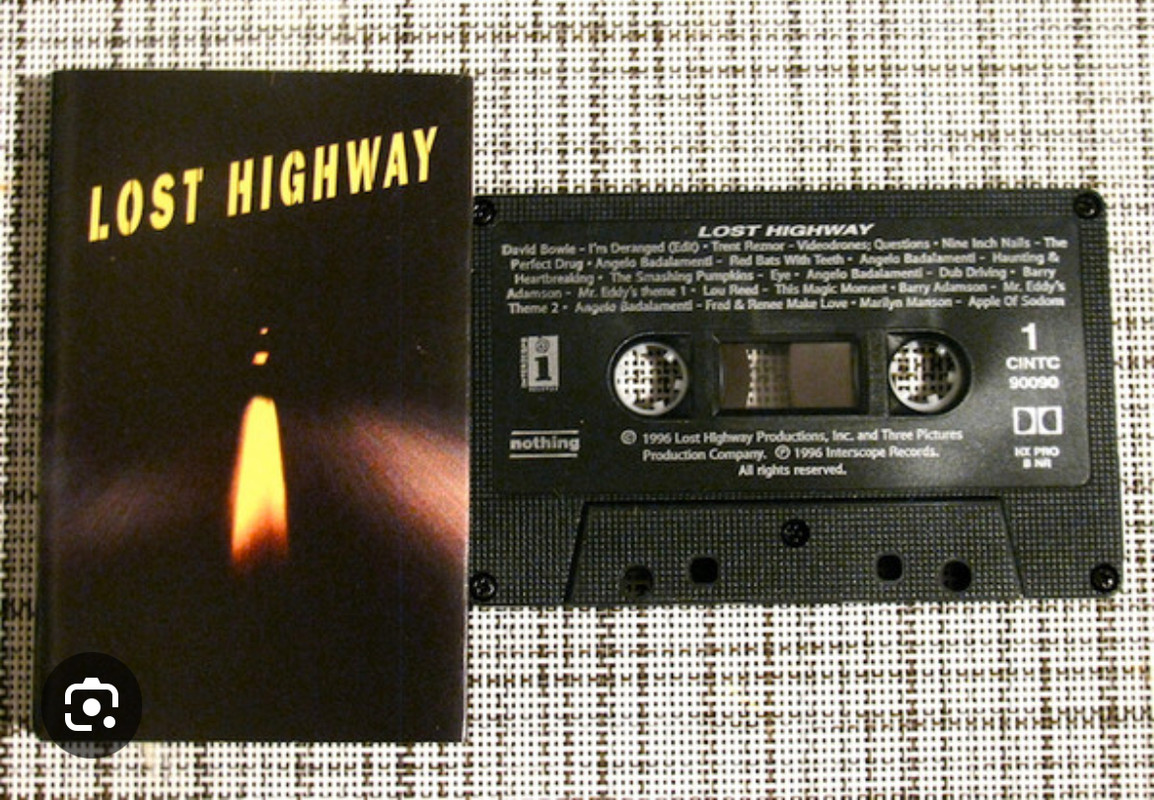 LOST HIGHWAY
LOST HIGHWAY
David Bowie - I'm Deranged (Edit) • Trent Reznor - Videodrones; Questions • Nine Inch Nails - The
Perfect Drug • Angelo Badalamenti - Red Bats With Teeth • Angelo Badalamenti - Haunting &
Heartbreaking • The Smashing Pumpkins - Eye • Angelo Badalamenti - Dub Driving • Barry
Adamson - Mr. Eddy's theme 1 • Lou Reed - This Magic Moment • Barry Adamson - Mr. Eddy's
Theme 2 • Angelo Badalamenti - Fred & Renee Make Love • Marilyn Manson - Apple Of Sodom
INTERSCOPE
i
RECORDS
1
CINTC
90090
nothing
© 1996 Lost Highway Productions, Inc. and Three Pictures
Production Company. ℗ 1996 Interscope Records.
All rights reserved.
HX PRO
B NR